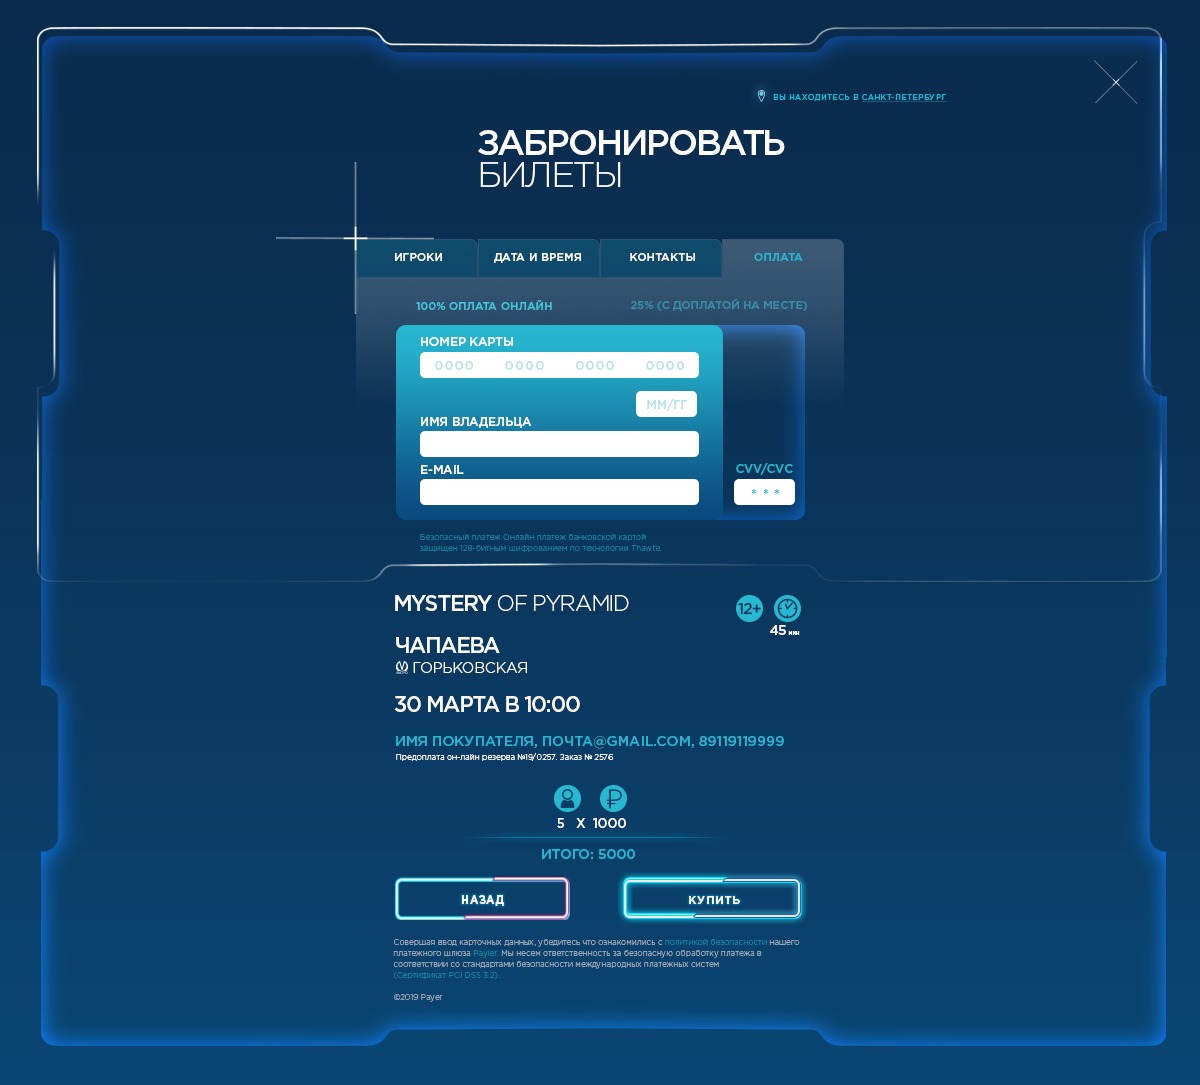 ВЫ НАХОДИТЕСЬ В САНКТ-ПЕТЕРБУРГ
ЗАБРОНИРОВАТЬ
БИЛЕТЫ
ИГРОКИ ДАТА И ВРЕМЯ КОНТАКТЫ ОПЛАТА
100% ОПЛАТА ОНЛАЙН 25% (С ДОПЛАТОЙ НА МЕСТЕ)
НОМЕР КАРТЫ
0000 0000 0000 0000
ММ/ГГ
ИМЯ ВЛАДЕЛЬЦА
E-MAIL CVV/CVC
* * *
Безопасный платеж Онлайн платеж банковской картой
защищен 128-битным шифрованием по технологии Thawte.
MYSTERY OF PYRAMID 12+
45 мин
ЧАПАЕВА
ГОРЬКОВСКАЯ
30 МАРТА В 10:00
ИМЯ ПОКУПАТЕЛЯ, ПОЧТА@GMAIL.COM, 89119119999
Предоплата он-лайн резерва №19/0257. Заказ № 2576
5 X 1000
ИТОГО: 5000
НАЗАД КУПИТЬ
Совершая ввод карточных данных, убедитесь что ознакомились с политикой безопасности нашего
платежного шлюза Payler. Мы несем ответственность за безопасную обработку платежа в
соответствии со стандартами безопасности международных платежных систем
(Сертификат PCI DSS 3.2).
©2019 Payer